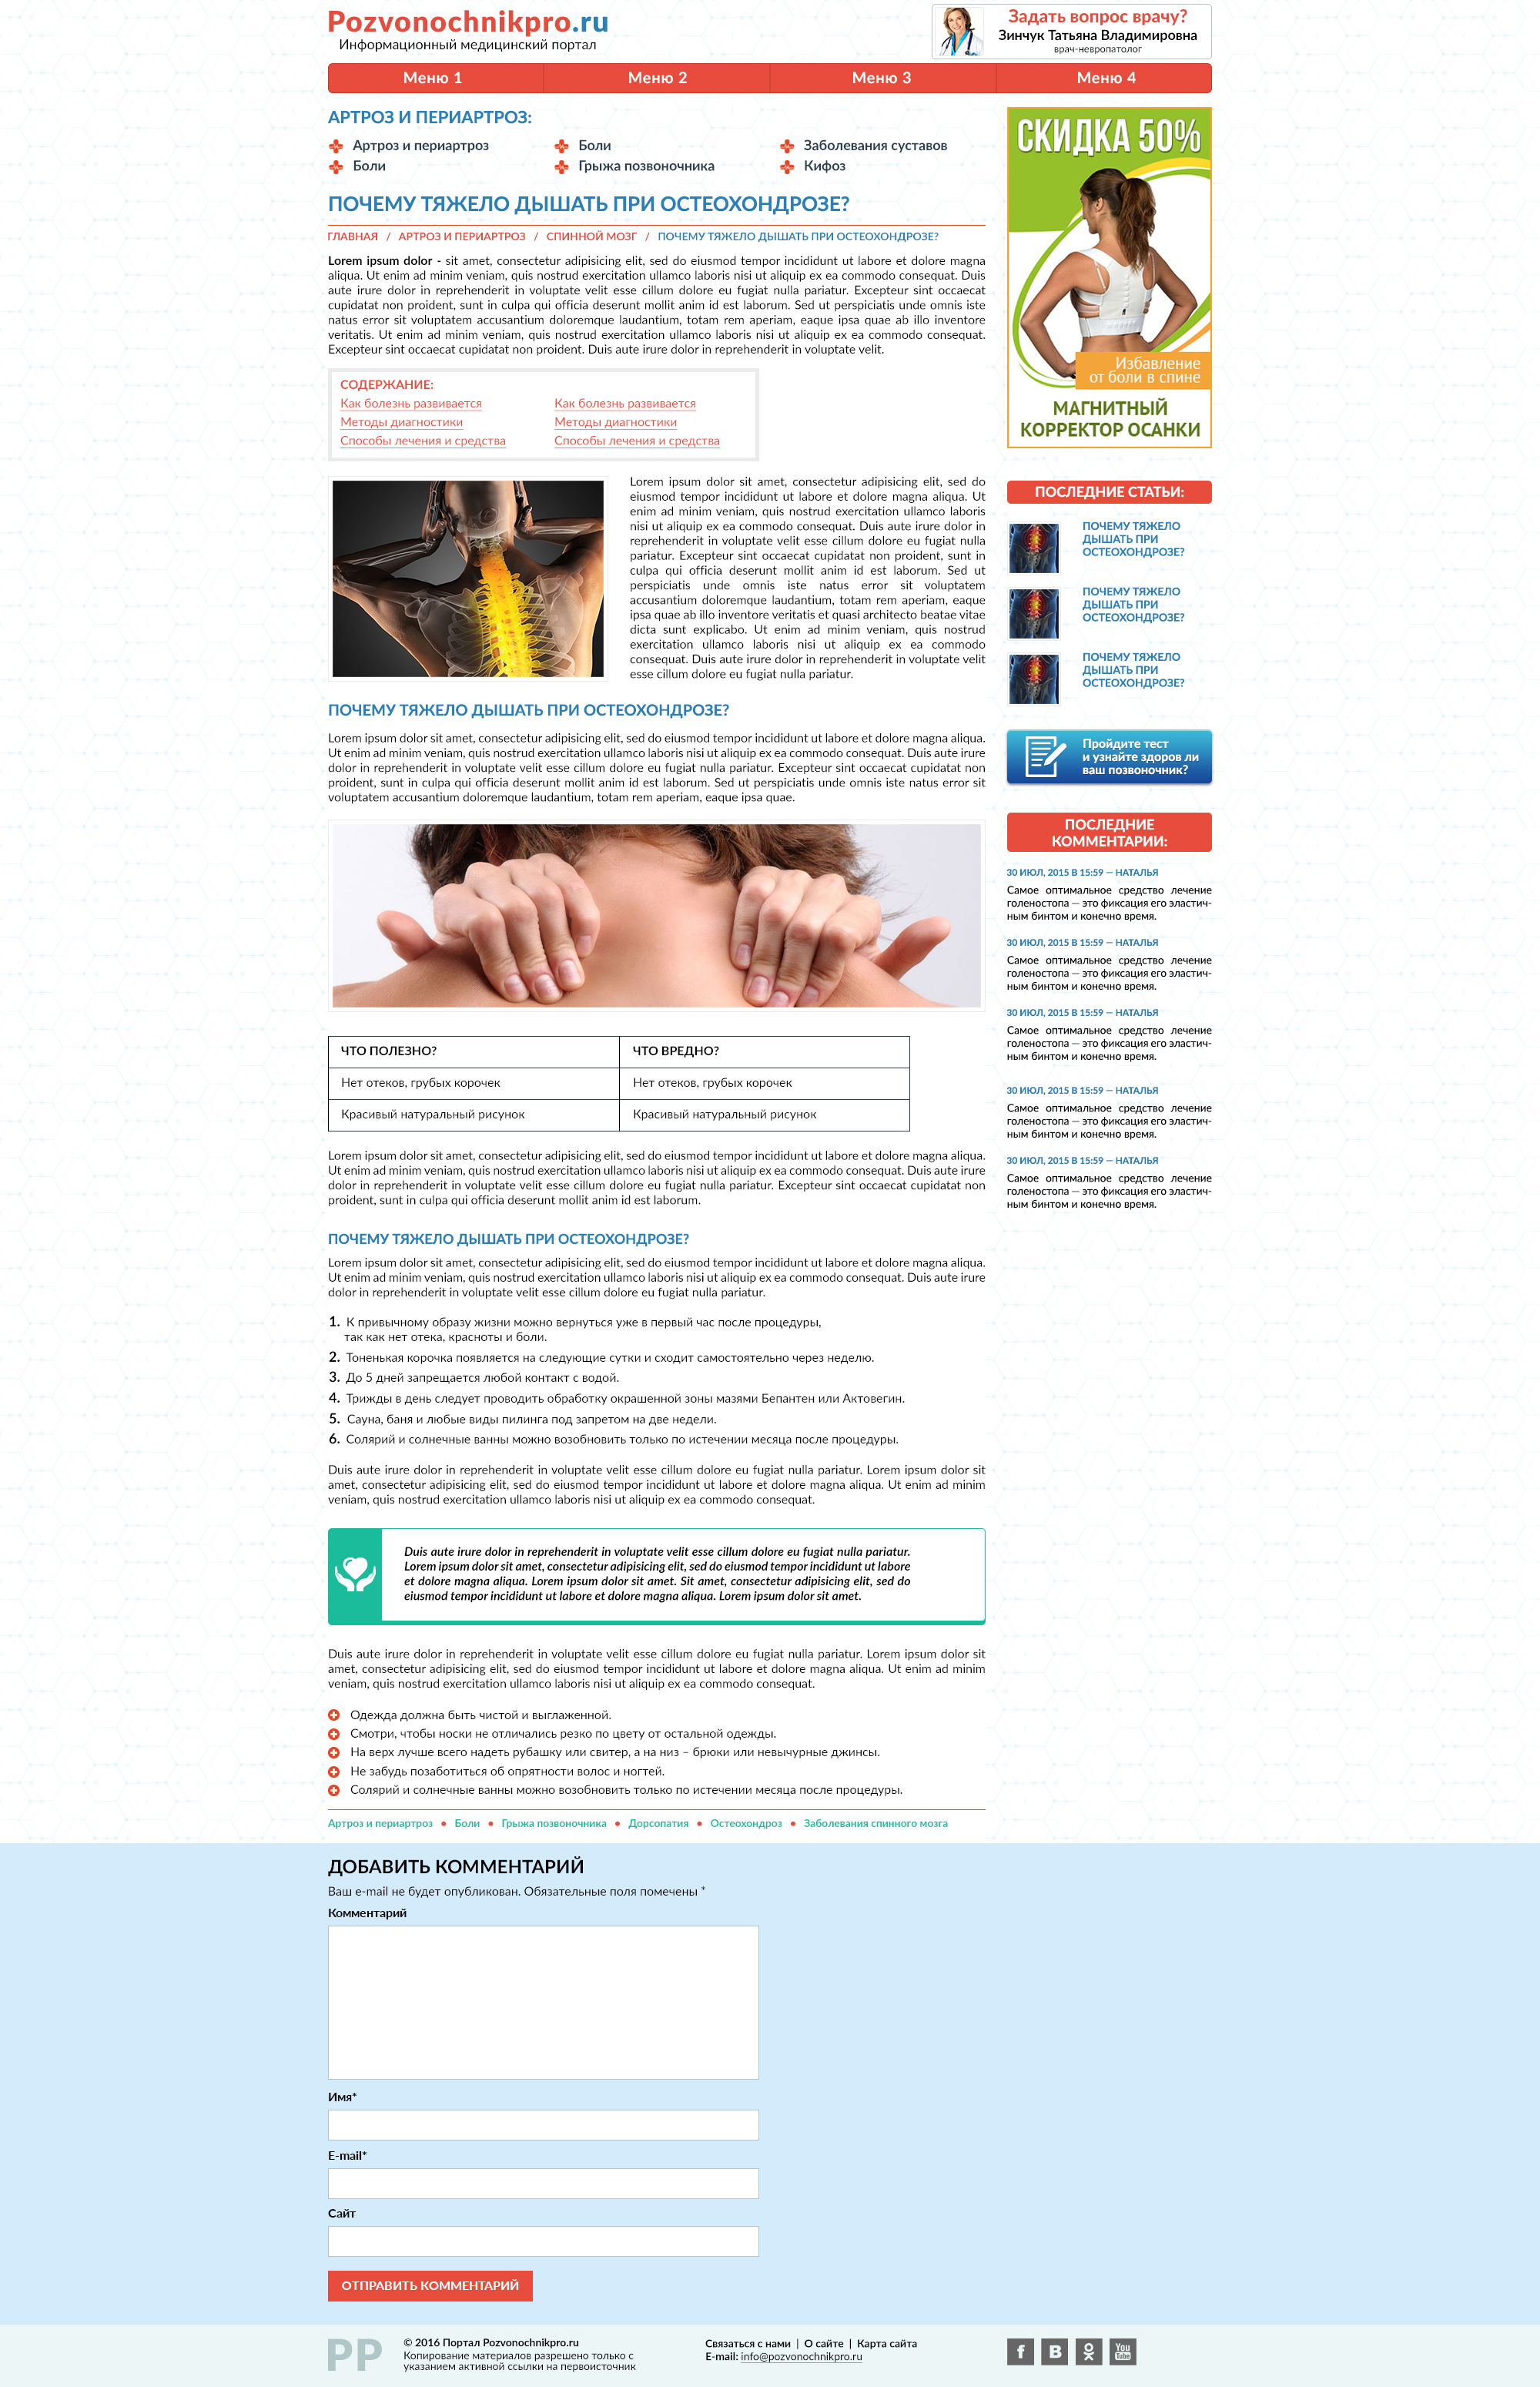 Pozvonochnikpro.ru
Информационный медицинский портал
Задать вопрос врачу?
Зинчук Татьяна Владимировна
врач-невропатолог
Меню 1
Меню 2
Меню 3
Меню 4
АРТРОЗ И ПЕРИАРТРОЗ:
Артроз и периартроз
Боли
Заболевания суставов
Боли
Грыжа позвоночника
Кифоз
ПОЧЕМУ ТЯЖЕЛО ДЫШАТЬ ПРИ ОСТЕОХОНДРОЗЕ?
ГЛАВНАЯ / АРТРОЗ И ПЕРИАРТРОЗ / СПИННОЙ МОЗГ / ПОЧЕМУ ТЯЖЕЛО ДЫШАТЬ ПРИ ОСТЕОХОНДРОЗЕ?
Lorem ipsum dolor - sit amet, consectetur adipisicing elit, sed do eiusmod tempor incididunt ut labore et dolore magna
aliqua. Ut enim ad minim veniam, quis nostrud exercitation ullamco laboris nisi ut aliquip ex ea commodo consequat. Duis
aute irure dolor in reprehenderit in voluptate velit esse cillum dolore eu fugiat nulla pariatur. Excepteur sint occaecat
cupidatat non proident, sunt in culpa qui officia deserunt mollit anim id est laborum. Sed ut perspiciatis unde omnis iste
natus error sit voluptatem accusantium doloremque laudantium, totam rem aperiam, eaque ipsa quae ab illo inventore
veritatis. Ut enim ad minim veniam, quis nostrud exercitation ullamco laboris nisi ut aliquip ex ea commodo consequat.
Excepteur sint occaecat cupidatat non proident. Duis aute irure dolor in reprehenderit in voluptate velit.
СОДЕРЖАНИЕ:
Как болезнь развивается
Методы диагностики
Способы лечения и средства
Как болезнь развивается
Методы диагностики
Способы лечения и средства
Lorem ipsum dolor sit amet, consectetur adipisicing elit, sed do
eiusmod tempor incididunt ut labore et dolore magna aliqua. Ut
enim ad minim veniam, quis nostrud exercitation ullamco laboris
nisi ut aliquip ex ea commodo consequat. Duis aute irure dolor in
reprehenderit in voluptate velit esse cillum dolore eu fugiat nulla
pariatur. Excepteur sint occaecat cupidatat non proident, sunt in
culpa qui officia deserunt mollit anim id est laborum. Sed ut
perspiciatis unde omnis iste natus error sit voluptatem
accusantium doloremque laudantium, totam rem aperiam, eaque
ipsa quae ab illo inventore veritatis et quasi architecto beatae vitae
dicta sunt explicabo. Ut enim ad minim veniam, quis nostrud
exercitation ullamco laboris nisi ut aliquip ex ea commodo
consequat. Duis aute irure dolor in reprehenderit in voluptate velit
esse cillum dolore eu fugiat nulla pariatur.
ПОЧЕМУ ТЯЖЕЛО ДЫШАТЬ ПРИ ОСТЕОХОНДРОЗЕ?
Lorem ipsum dolor sit amet, consectetur adipisicing elit, sed do eiusmod tempor incididunt ut labore et dolore magna aliqua.
Ut enim ad minim veniam, quis nostrud exercitation ullamco laboris nisi ut aliquip ex ea commodo consequat. Duis aute irure
dolor in reprehenderit in voluptate velit esse cillum dolore eu fugiat nulla pariatur. Excepteur sint occaecat cupidatat non
proident, sunt in culpa qui officia deserunt mollit anim id est laborum. Sed ut perspiciatis unde omnis iste natus error sit
voluptatem accusantium doloremque laudantium, totam rem aperiam, eaque ipsa quae.
ЧТО ПОЛЕЗНО?
ЧТО ВРЕДНО?
Нет отеков, грубых корочек
Нет отеков, грубых корочек
Красивый натуральный рисунок
Красивый натуральный рисунок
Lorem ipsum dolor sit amet, consectetur adipisicing elit, sed do eiusmod tempor incididunt ut labore et dolore magna aliqua.
Ut enim ad minim veniam, quis nostrud exercitation ullamco laboris nisi ut aliquip ex ea commodo consequat. Duis aute irure
dolor in reprehenderit in voluptate velit esse cillum dolore eu fugiat nulla pariatur. Excepteur sint occaecat cupidatat non
proident, sunt in culpa qui officia deserunt mollit anim id est laborum.
ПОЧЕМУ ТЯЖЕЛО ДЫШАТЬ ПРИ ОСТЕОХОНДРОЗЕ?
Lorem ipsum dolor sit amet, consectetur adipisicing elit, sed do eiusmod tempor incididunt ut labore et dolore magna aliqua.
Ut enim ad minim veniam, quis nostrud exercitation ullamco laboris nisi ut aliquip ex ea commodo consequat. Duis aute irure
dolor in reprehenderit in voluptate velit esse cillum dolore eu fugiat nulla pariatur.
1. К привычному образу жизни можно вернуться уже в первый час после процедуры,
так как нет отека, красноты и боли.
2. Тоненькая корочка появляется на следующие сутки и сходит самостоятельно через неделю.
3. До 5 дней запрещается любой контакт с водой.
4. Трижды в день следует проводить обработку окрашенной зоны мазями Бепантен или Актовегин.
5. Сауна, баня и любые виды пилинга под запретом на две недели.
6. Солярий и солнечные ванны можно возобновить только по истечении месяца после процедуры.
Duis aute irure dolor in reprehenderit in voluptate velit esse cillum dolore eu fugiat nulla pariatur. Lorem ipsum dolor sit
amet, consectetur adipisicing elit, sed do eiusmod tempor incididunt ut labore et dolore magna aliqua. Ut enim ad minim
veniam, quis nostrud exercitation ullamco laboris nisi ut aliquip ex ea commodo consequat.
Duis aute irure dolor in reprehenderit in voluptate velit esse cillum dolore eu fugiat nulla pariatur.
Lorem ipsum dolor sit amet, consectetur adipisicing elit, sed do eiusmod tempor incididunt ut labore
et dolore magna aliqua. Lorem ipsum dolor sit amet. Sit amet, consectetur adipisicing elit, sed do
eiusmod tempor incididunt ut labore et dolore magna aliqua. Lorem ipsum dolor sit amet.
Duis aute irure dolor in reprehenderit in voluptate velit esse cillum dolore eu fugiat nulla pariatur. Lorem ipsum dolor sit
amet, consectetur adipisicing elit, sed do eiusmod tempor incididunt ut labore et dolore magna aliqua. Ut enim ad minim
veniam, quis nostrud exercitation ullamco laboris nisi ut aliquip ex ea commodo consequat.
Одежда должна быть чистой и выглаженной.
Смотри, чтобы носки не отличались резко по цвету от остальной одежды.
На верх лучше всего надеть рубашку или свитер, а на низ – брюки или невычурные джинсы.
Не забудь позаботиться об опрятности волос и ногтей.
Солярий и солнечные ванны можно возобновить только по истечении месяца после процедуры.
Артроз и периартроз • Боли • Грыжа позвоночника • Дорсопатия • Остеохондроз • Заболевания спинного мозга
СКИДКА 50%
Избавление
от боли в спине
МАГНИТНЫЙ
КОРРЕКТОР ОСАНКИ
ПОСЛЕДНИЕ СТАТЬИ:
ПОЧЕМУ ТЯЖЕЛО
ДЫШАТЬ ПРИ
ОСТЕОХОНДРОЗЕ?
ПОЧЕМУ ТЯЖЕЛО
ДЫШАТЬ ПРИ
ОСТЕОХОНДРОЗЕ?
ПОЧЕМУ ТЯЖЕЛО
ДЫШАТЬ ПРИ
ОСТЕОХОНДРОЗЕ?
Пройдите тест
и узнайте здоров ли
ваш позвоночник?
ПОСЛЕДНИЕ
КОММЕНТАРИИ:
30 ИЮЛ, 2015 В 15:59 — НАТАЛЬЯ
Самое оптимальное средство лечение
голеностопа — это фиксация его эластич-
ным бинтом и конечно время.
30 ИЮЛ, 2015 В 15:59 — НАТАЛЬЯ
Самое оптимальное средство лечение
голеностопа — это фиксация его эластич-
ным бинтом и конечно время.
30 ИЮЛ, 2015 В 15:59 — НАТАЛЬЯ
Самое оптимальное средство лечение
голеностопа — это фиксация его эластич-
ным бинтом и конечно время.
30 ИЮЛ, 2015 В 15:59 — НАТАЛЬЯ
Самое оптимальное средство лечение
голеностопа — это фиксация его эластич-
ным бинтом и конечно время.
30 ИЮЛ, 2015 В 15:59 — НАТАЛЬЯ
Самое оптимальное средство лечение
голеностопа — это фиксация его эластич-
ным бинтом и конечно время.
ДОБАВИТЬ КОММЕНТАРИЙ
Ваш e-mail не будет опубликован. Обязательные поля помечены *
Комментарий
Имя*
E-mail*
Сайт
ОТПРАВИТЬ КОММЕНТАРИЙ
PP
© 2016 Портал Pozvonochnikpro.ru
Копирование материалов разрешено только с
указанием активной ссылки на первоисточник
Связаться с нами | О сайте | Карта сайта
E-mail: info@pozvonochnikpro.ru
f
B
You
Tube